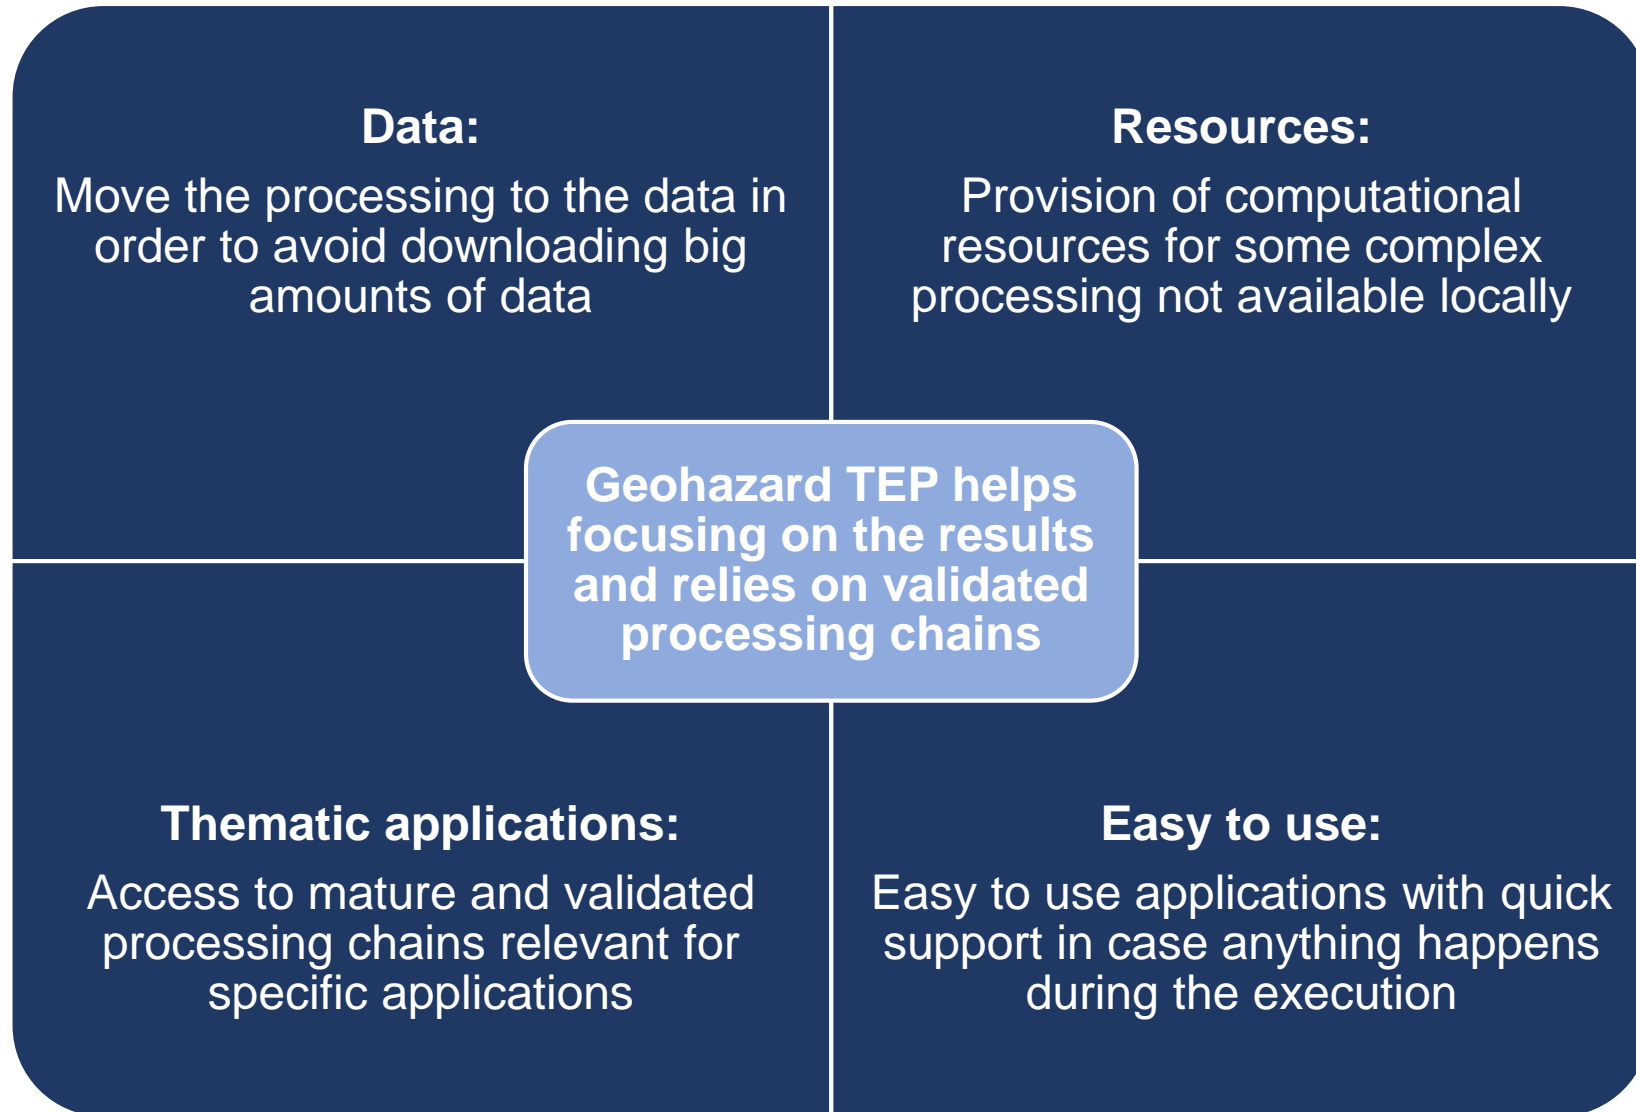 Data:
Move the processing to the data in
order to avoid downloading big
amounts of data
Resources:
Provision of computational
resources for some complex
processing not available locally
Geohazard TEP helps
focusing on the results
and relies on validated
processing chains
Thematic applications:
Access to mature and validated
processing chains relevant for
specific applications
Easy to use:
Easy to use applications with quick
support in case anything happens
during the execution